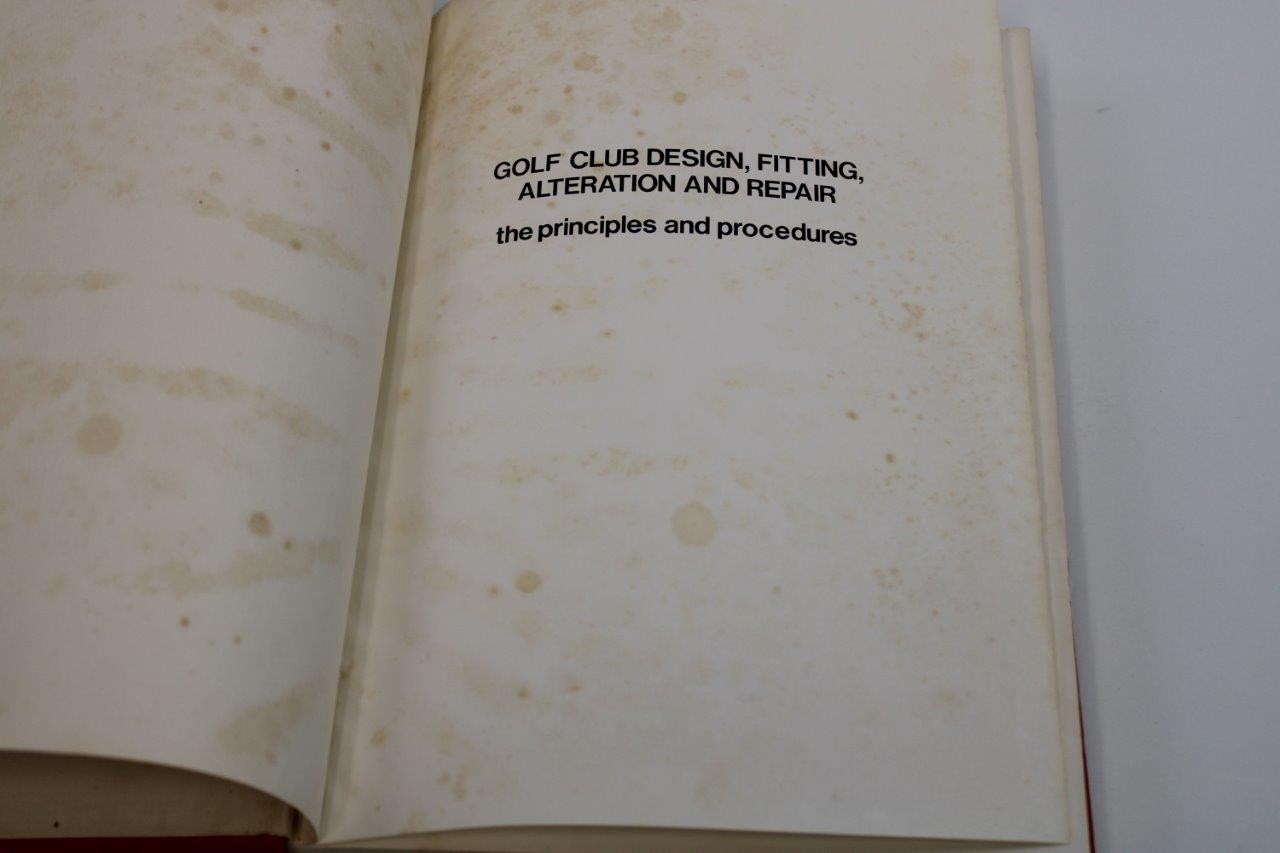 GOLF CLUB DESIGN, FITTING,
ALTERATION AND REPAIR
the principles and procedures